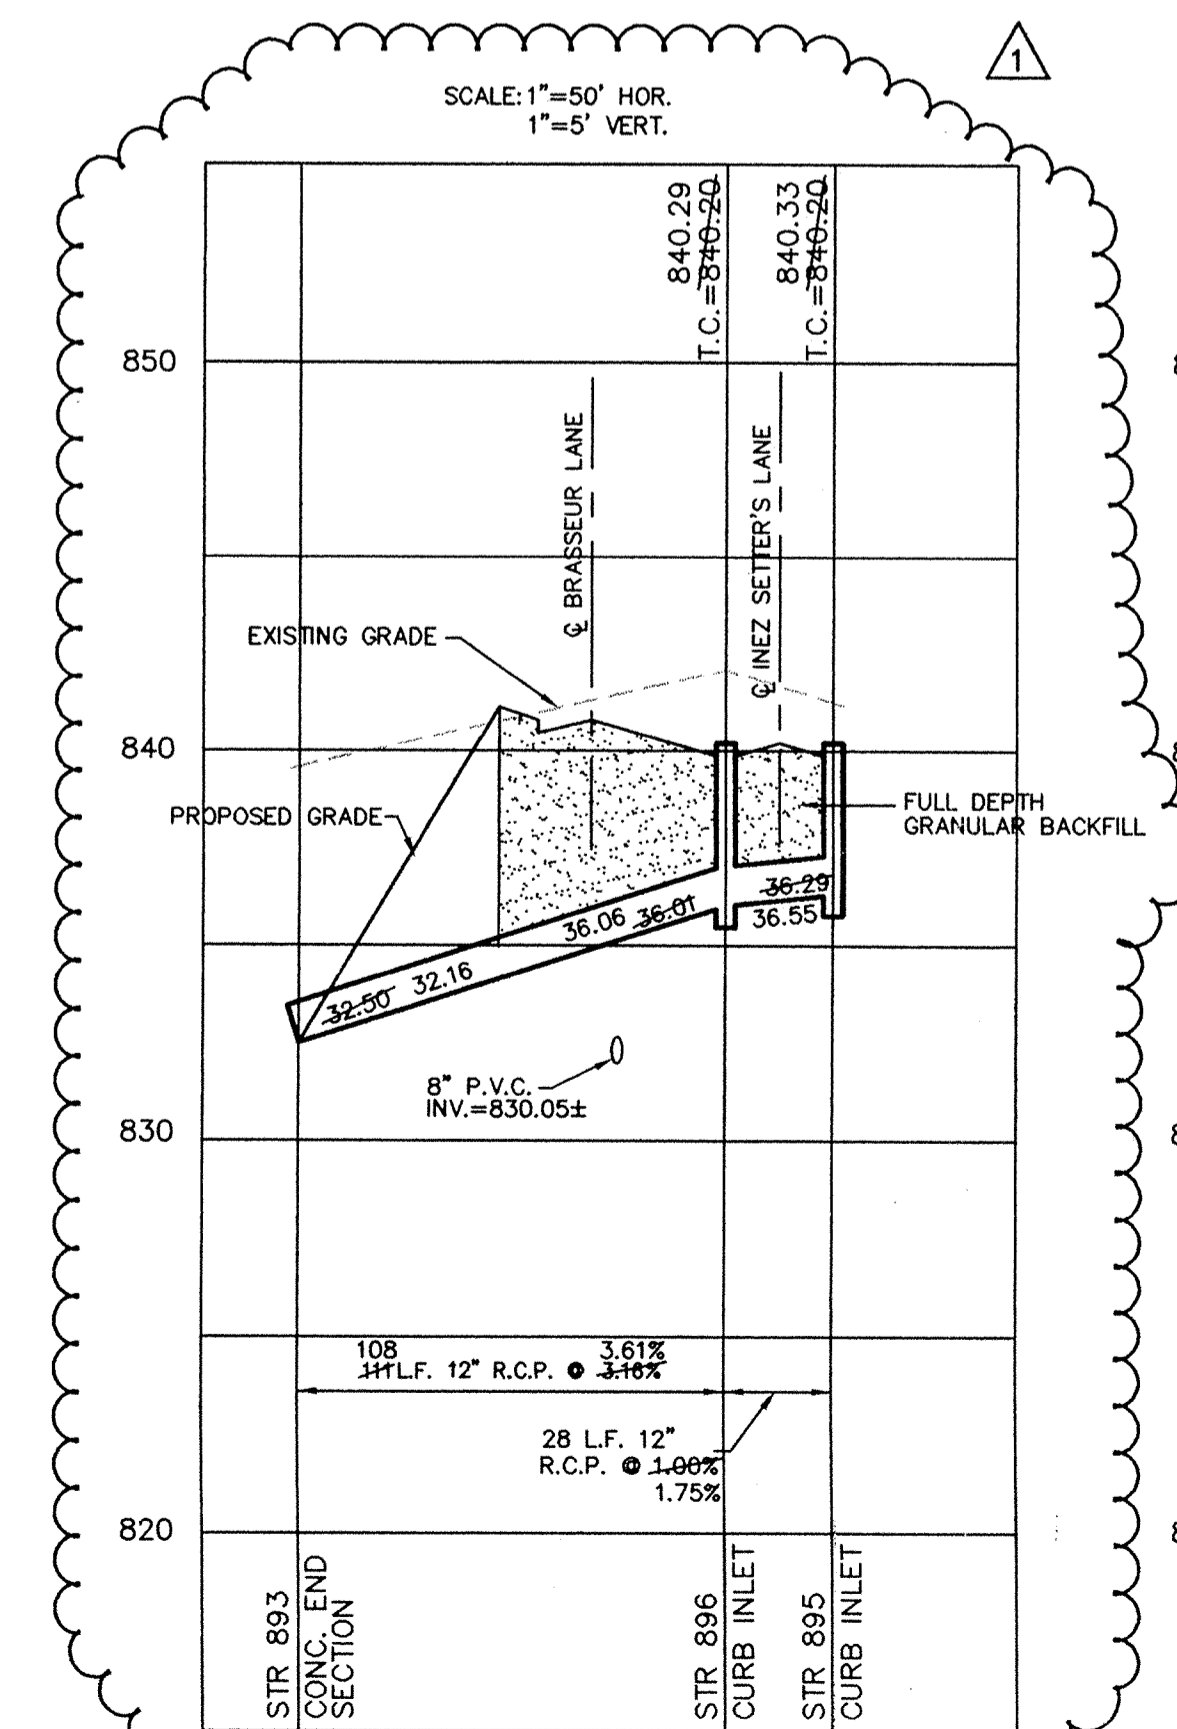 1
SCALE: 1"=50' HOR.
1"=5' VERT.
840.29
T.C.=840.20
840.33
T.C.=840.20
850
℄ BRASSEUR LANE
℄ INEZ SETTER'S LANE
EXISTING GRADE
840
PROPOSED GRADE
FULL DEPTH
GRANULAR BACKFILL
36.29
36.06 36.01
36.55
32.50 32.16
8" P.V.C.
INV.=830.05±
830
108 3.61%
111 L.F. 12" R.C.P. @ 3.16%
28 L.F. 12"
R.C.P. @ 1.00%
1.75%
820
STR 893
CONC. END
SECTION
STR 896
CURB INLET
STR 895
CURB INLET